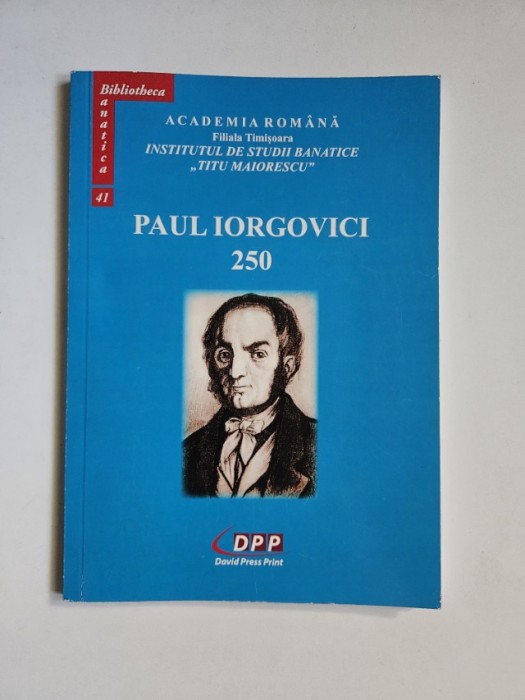 Bibliotheca
Banatica
41
ACADEMIA ROMÂNĂ
Filiala Timișoara
INSTITUTUL DE STUDII BANATICE
„TITU MAIORESCU”
PAUL IORGOVICI
250
DPP
David Press Print